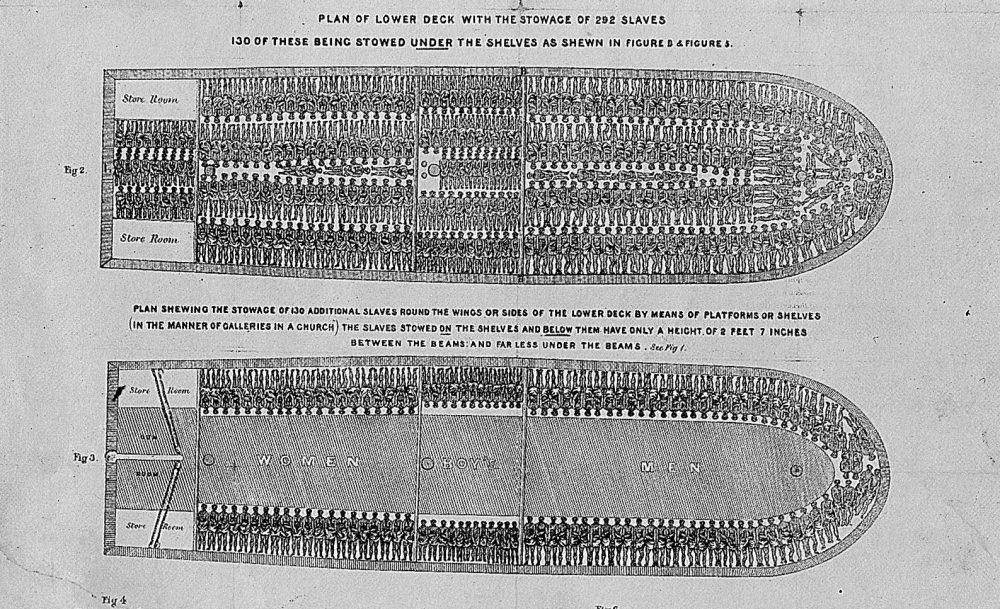 PLAN OF LOWER DECK WITH THE STOWAGE OF 292 SLAVES
130 OF THESE BEING STOWED UNDER THE SHELVES AS SHEWN IN FIGURE D & FIGURE 5.
B
Store Room
Fig 2.
Store Room
PLAN SHEWING THE STOWAGE OF 130 ADDITIONAL SLAVES ROUND THE WINGS OR SIDES OF THE LOWER DECK BY MEANS OF PLATFORMS OR SHELVES
(IN THE MANNER OF GALLERIES IN A CHURCH) THE SLAVES STOWED ON THE SHELVES AND BELOW THEM HAVE ONLY A HEIGHT OF 2 FEET 7 INCHES
BETWEEN THE BEAMS: AND FAR LESS UNDER THE BEAMS. See Fig 1.
Store Room
GUN
Fig 3.
WOMEN
BOYS
MEN
ROOM
Store Room
Fig 4